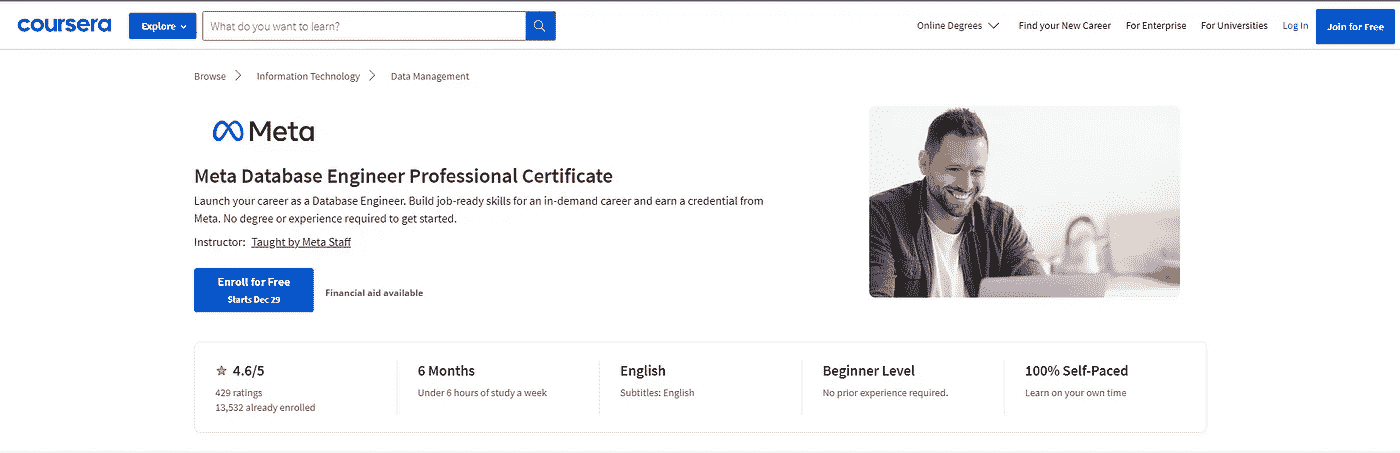 coursera
Explore
What do you want to learn?
Online Degrees
Find your New Career
For Enterprise
For Universities
Log In
Join for Free
Browse
Information Technology
Data Management
Meta
Meta Database Engineer Professional Certificate
Launch your career as a Database Engineer. Build job-ready skills for an in-demand career and earn a credential from
Meta. No degree or experience required to get started.
Instructor: Taught by Meta Staff
Enroll for Free
Starts Dec 29
Financial aid available
4.6/5
429 ratings
13,532 already enrolled
6 Months
Under 6 hours of study a week
English
Subtitles: English
Beginner Level
No prior experience required.
100% Self-Paced
Learn on your own time